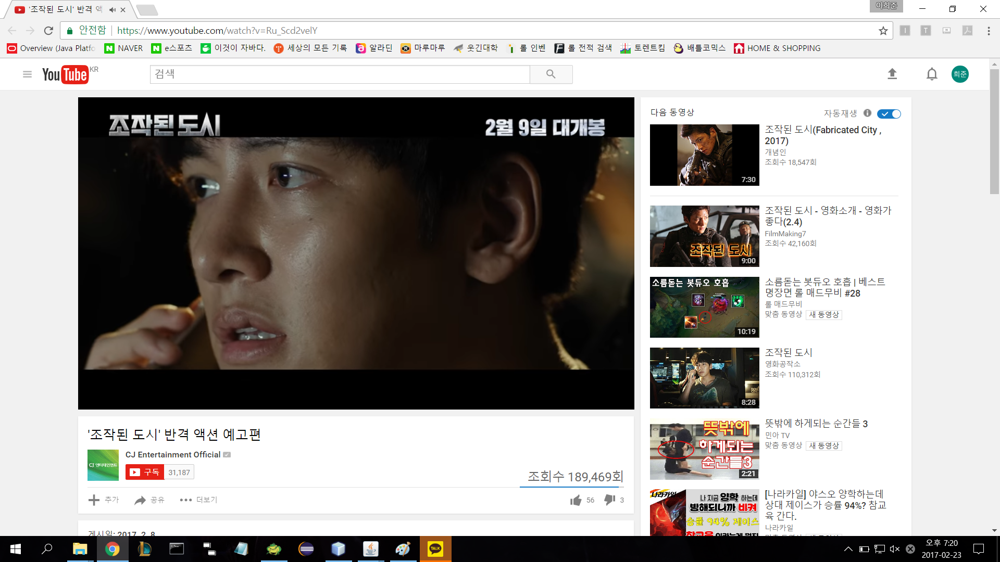 '조작된 도시' 반격 액
이희준
안전함
https://www.youtube.com/watch?v=Ru_Scd2velY
Overview (Java Platfo
NAVER
e스포츠
이것이 자바다.
세상의 모든 기록
알라딘
마루마루
웃긴대학
롤 인벤
롤 전적 검색
토렌트킴
배틀코믹스
HOME & SHOPPING
YouTube KR
검색
희준
조작된 도시
2월 9일 대개봉
다음 동영상
자동재생
조작된 도시(Fabricated City ,
2017)
개념인
조회수 18,547회
7:30
조작된 도시 - 영화소개 - 영화가
좋다(2.4)
FilmMaking7
조회수 42,160회
조작된 도시
9:00
소름돋는 봇듀오 호흡
소름돋는 봇듀오 호흡 | 베스트
명장면 롤 매드무비 #28
롤 매드무비
맞춤 동영상 새 동영상
10:19
조작된 도시
영화공작소
조회수 110,312회
8:28
뜻밖에
하게되는
순간들3
뜻밖에 하게되는 순간들 3
민아 TV
맞춤 동영상 새 동영상
2:21
나라카일
나 지금 양학 하는데
방해되니까 비켜
승률 94% 제이스
[나라카일] 야스오 양학하는데
상대 제이스가 승률 94%? 참교
육 간다.
나라카일
'조작된 도시' 반격 액션 예고편
CJ 엔터테인먼트
CJ Entertainment Official
구독 31,187
조회수 189,469회
추가
공유
더보기
56
3
게시일: 2017. 2. 8.
TALK
오후 7:20
2017-02-23